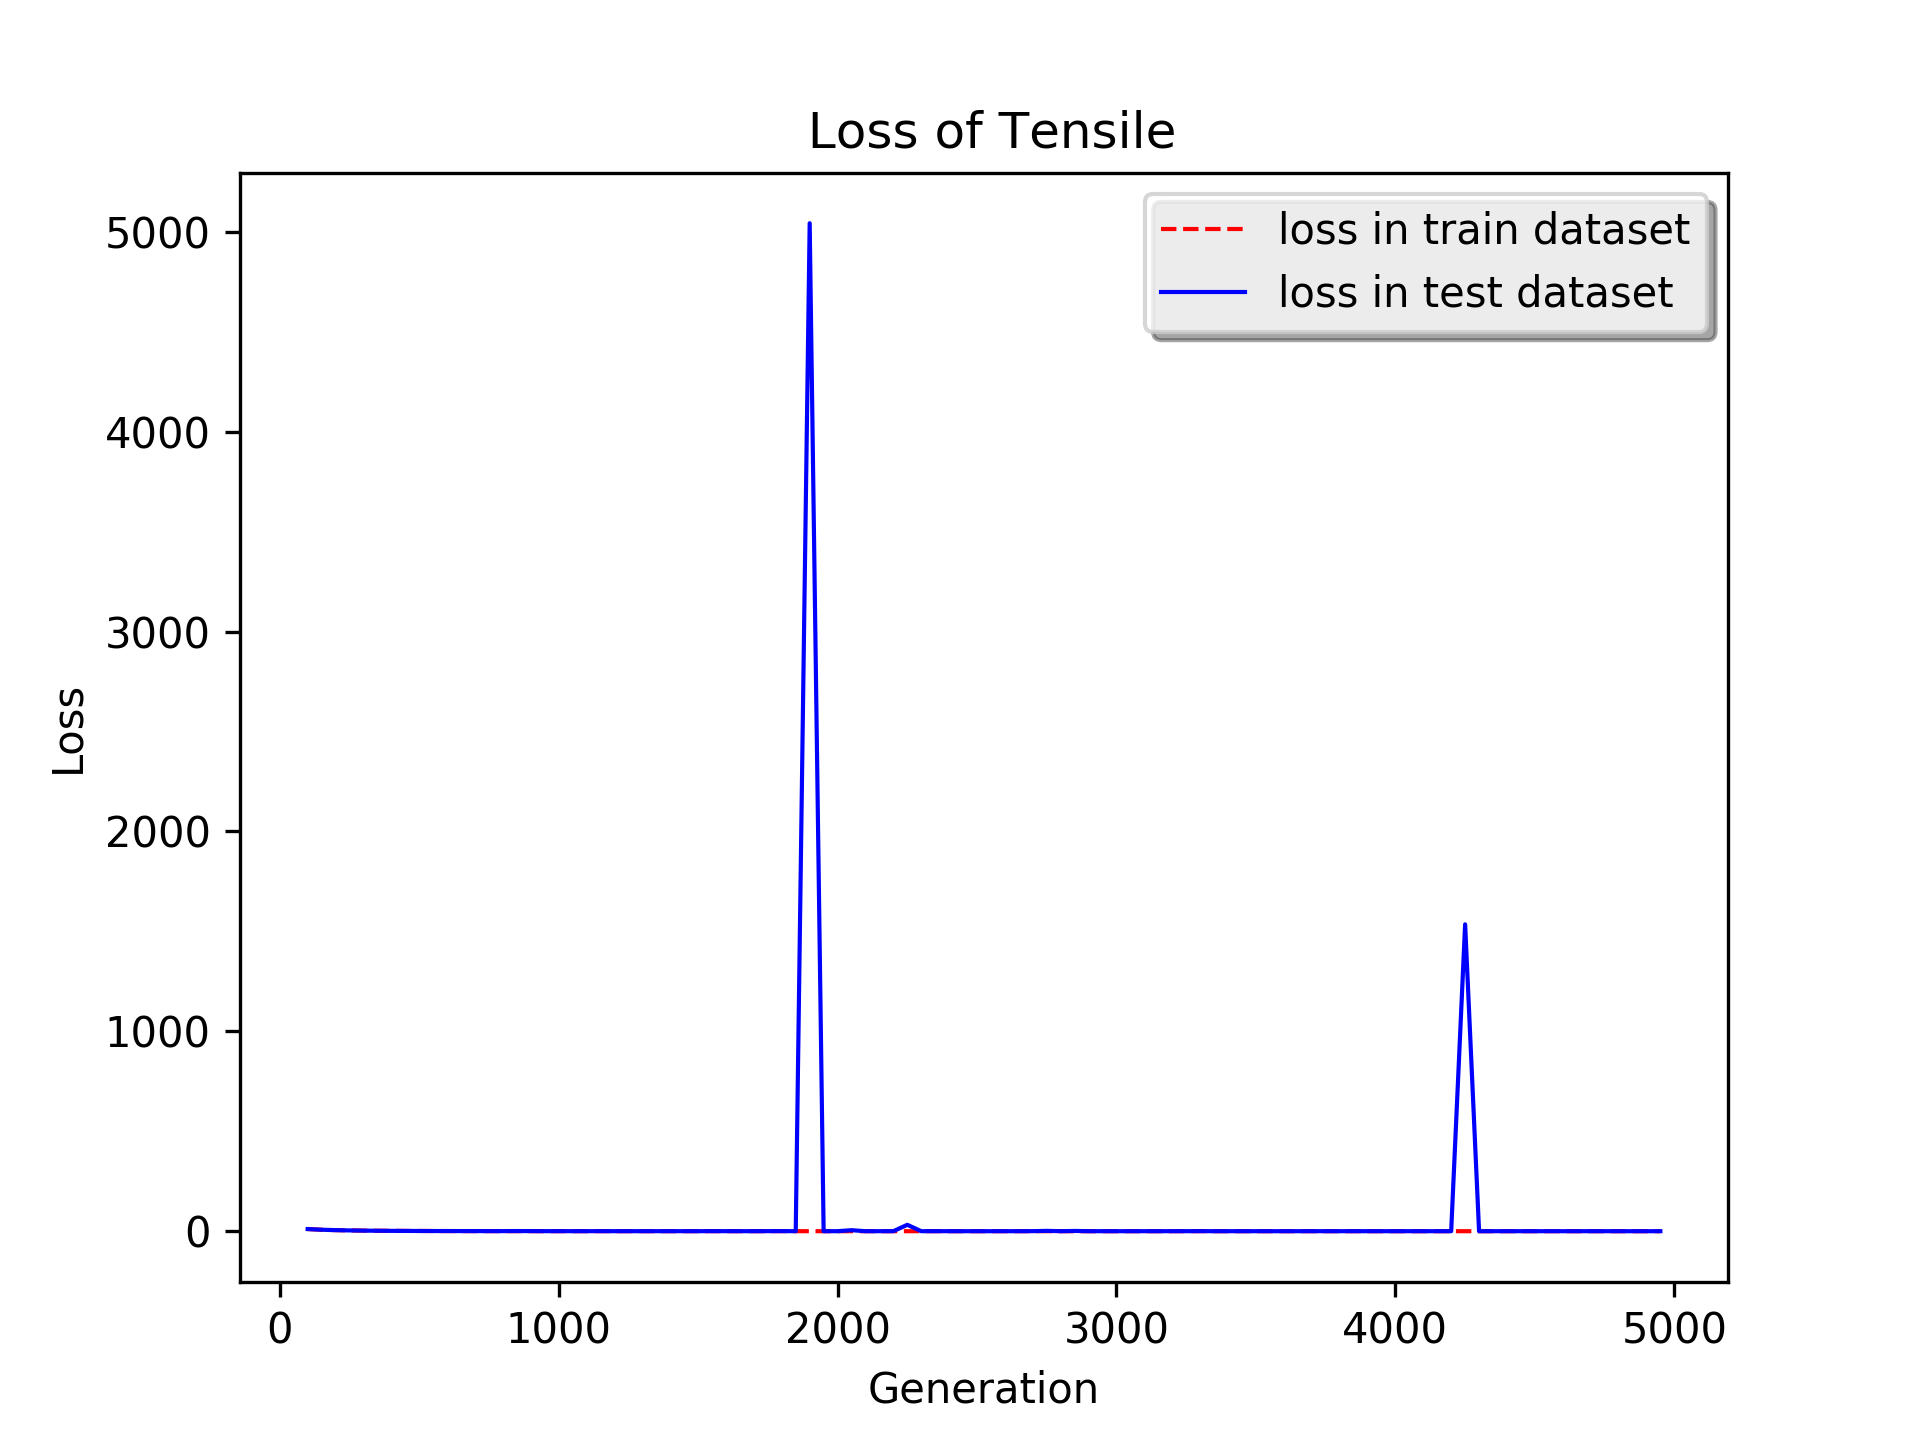 Loss of Tensile
loss in train dataset
loss in test dataset
5000
4000
3000
2000
1000
0
Loss
0 1000 2000 3000 4000 5000
Generation